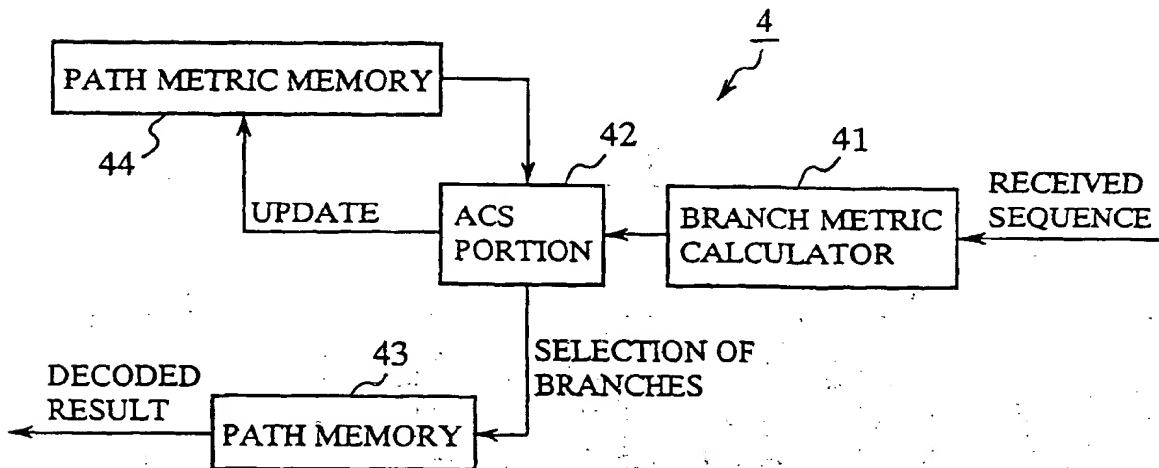 4
PATH METRIC MEMORY
44
42
41
UPDATE
ACS
PORTION
BRANCH METRIC
CALCULATOR
RECEIVED
SEQUENCE
SELECTION OF
BRANCHES
43
DECODED
RESULT
PATH MEMORY